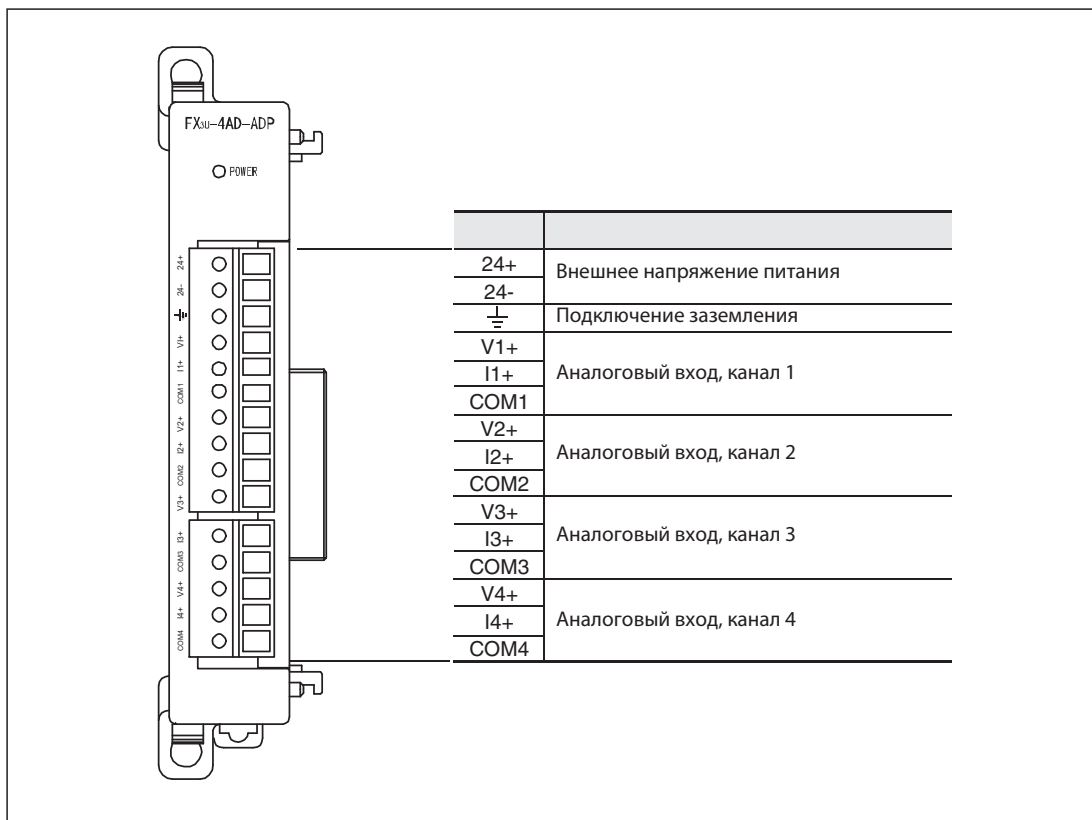 FX3U-4AD-ADP
POWER
24+
24-
V1+
I1+
COM1
V2+
I2+
COM2
V3+
I3+
COM3
V4+
I4+
COM4
24+
24-
Внешнее напряжение питания
Подключение заземления
V1+
I1+
COM1
Аналоговый вход, канал 1
V2+
I2+
COM2
Аналоговый вход, канал 2
V3+
I3+
COM3
Аналоговый вход, канал 3
V4+
I4+
COM4
Аналоговый вход, канал 4